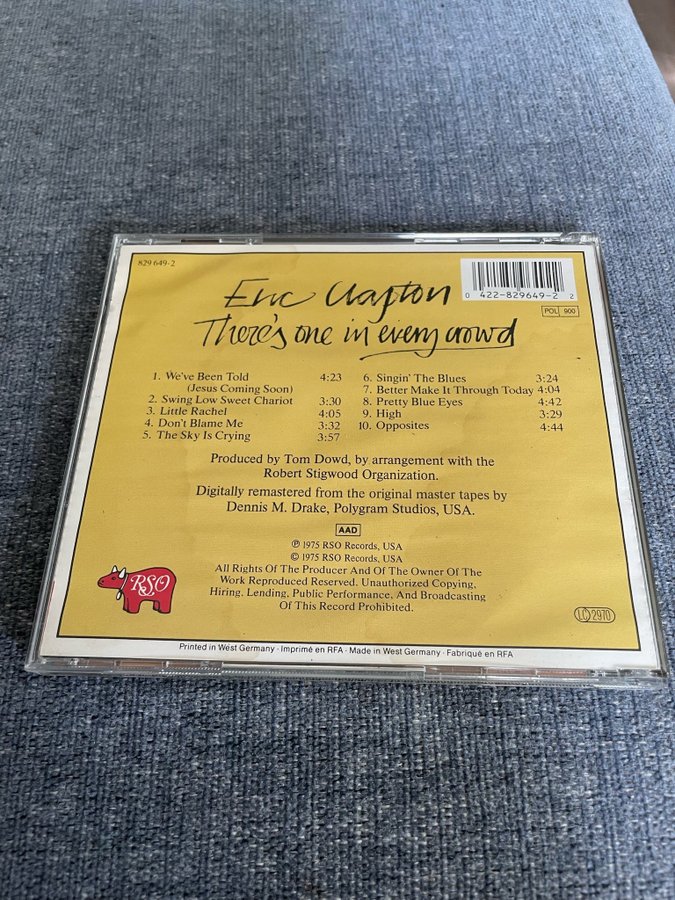 829 649-2
Eric Clapton
There's one in every crowd
0 422-829649-2 2
POL 900
1. We've Been Told 4:23
(Jesus Coming Soon)
2. Swing Low Sweet Chariot 3:30
3. Little Rachel 4:05
4. Don't Blame Me 3:32
5. The Sky Is Crying 3:57
6. Singin' The Blues 3:24
7. Better Make It Through Today 4:04
8. Pretty Blue Eyes 4:42
9. High 3:29
10. Opposites 4:44
Produced by Tom Dowd, by arrangement with the
Robert Stigwood Organization.
Digitally remastered from the original master tapes by
Dennis M. Drake, Polygram Studios, USA.
AAD
℗ 1975 RSO Records, USA
© 1975 RSO Records, USA
All Rights Of The Producer And Of The Owner Of The
Work Reproduced Reserved. Unauthorized Copying,
Hiring, Lending, Public Performance, And Broadcasting
Of This Record Prohibited.
RSO
LC 2970
Printed in West Germany · Imprimé en RFA · Made in West Germany · Fabriqué en RFA